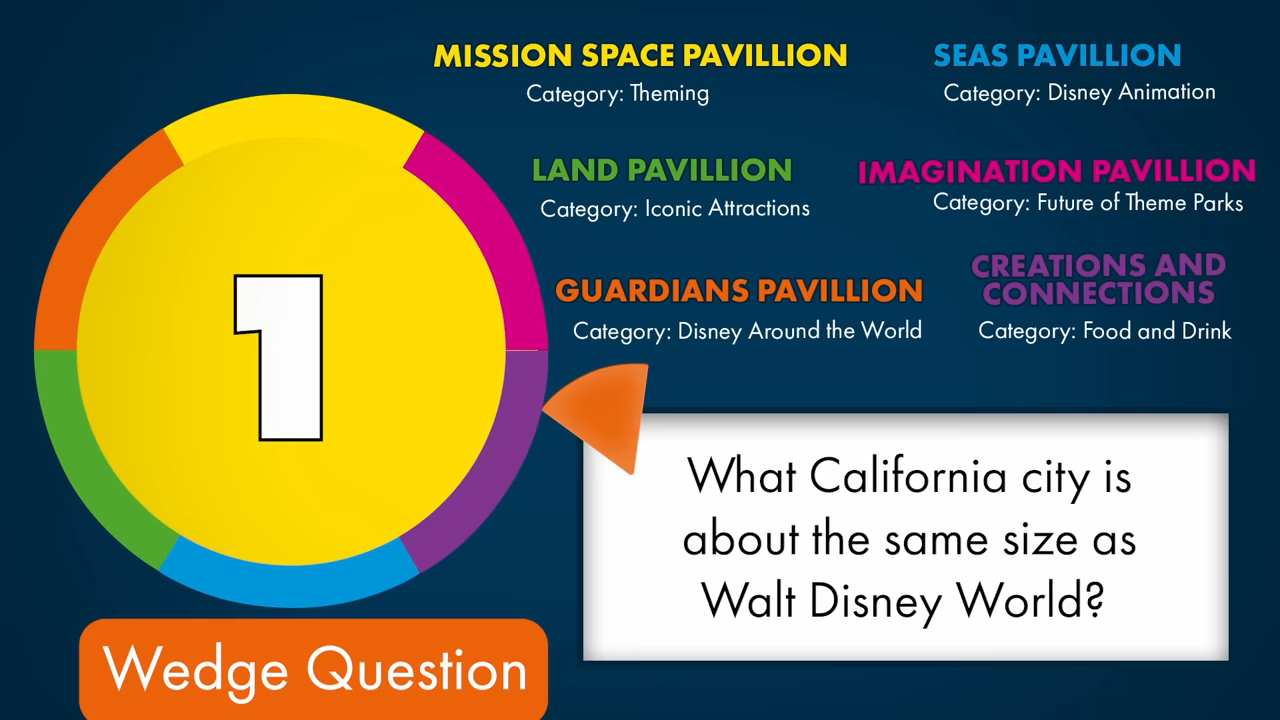 MISSION SPACE PAVILLION
Category: Theming
SEAS PAVILLION
Category: Disney Animation
LAND PAVILLION
Category: Iconic Attractions
IMAGINATION PAVILLION
Category: Future of Theme Parks
GUARDIANS PAVILLION
Category: Disney Around the World
CREATIONS AND
CONNECTIONS
Category: Food and Drink
1
What California city is
about the same size as
Walt Disney World?
Wedge Question